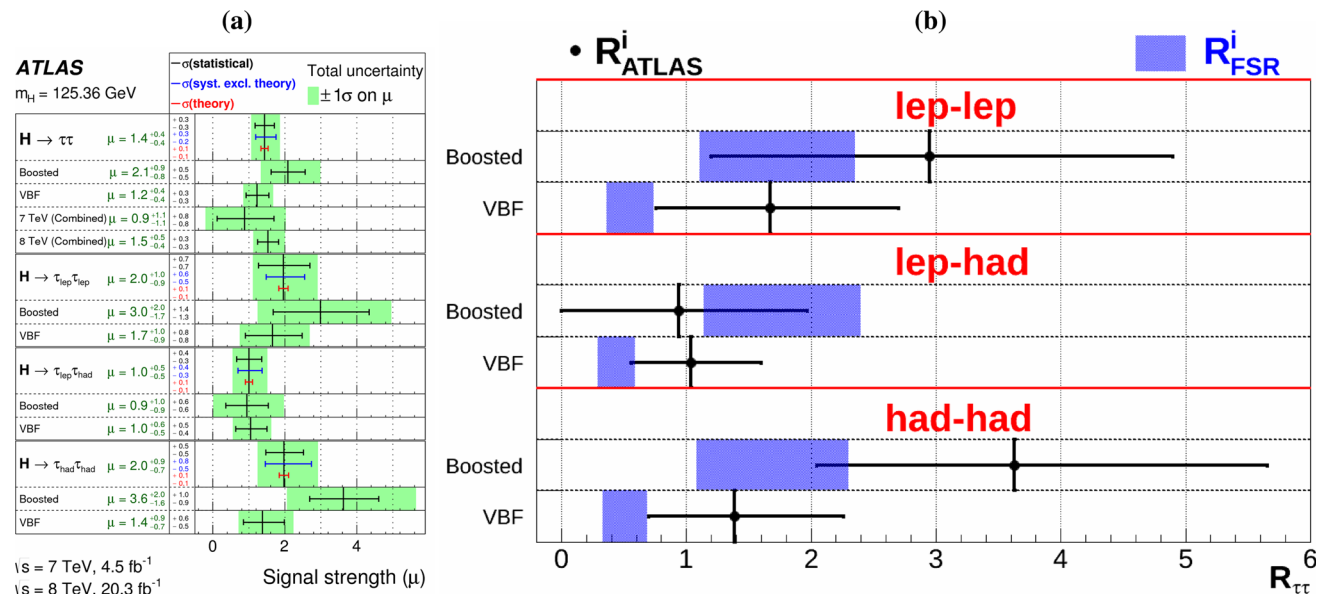 (a)
ATLAS
m_H = 125.36 GeV
σ(statistical)
σ(syst. excl. theory)
σ(theory)
Total uncertainty
± 1σ on μ
H → ττ μ = 1.4 +0.4 -0.4 + 0.3 - 0.3 + 0.3 - 0.2 + 0.1 - 0.1
Boosted μ = 2.1 +0.9 -0.8 + 0.5 - 0.5
VBF μ = 1.2 +0.4 -0.4 + 0.3 - 0.3
7 TeV (Combined) μ = 0.9 +1.1 -1.1 + 0.8 - 0.8
8 TeV (Combined) μ = 1.5 +0.5 -0.4 + 0.3 - 0.3
H → τ_lep τ_lep μ = 2.0 +1.0 -0.9 + 0.7 - 0.7 + 0.6 - 0.5 + 0.1 - 0.1
Boosted μ = 3.0 +2.0 -1.7 + 1.4 - 1.3
VBF μ = 1.7 +1.0 -0.9 + 0.8 - 0.8
H → τ_lep τ_had μ = 1.0 +0.5 -0.5 + 0.4 - 0.3 + 0.4 - 0.3 + 0.1 - 0.1
Boosted μ = 0.9 +1.0 -0.9 + 0.6 - 0.6
VBF μ = 1.0 +0.6 -0.5 + 0.5 - 0.4
H → τ_had τ_had μ = 2.0 +0.9 -0.7 + 0.5 - 0.5 + 0.8 - 0.5 + 0.1 - 0.1
Boosted μ = 3.6 +2.0 -1.6 + 1.0 - 0.9
VBF μ = 1.4 +0.9 -0.7 + 0.6 - 0.5
0 2 4
√s = 7 TeV, 4.5 fb⁻¹
√s = 8 TeV, 20.3 fb⁻¹
Signal strength (μ)
(b)
R^i_ATLAS
R^i_FSR
lep-lep
Boosted
VBF
lep-had
Boosted
VBF
had-had
Boosted
VBF
0 1 2 3 4 5 6
R_ττ